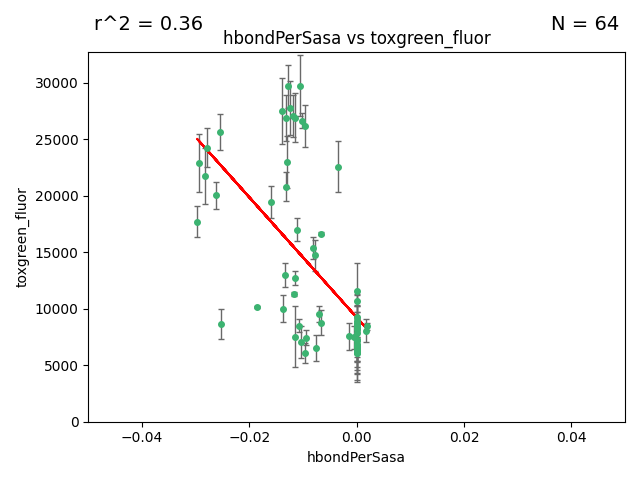 r^2 = 0.36
N = 64
hbondPerSasa vs toxgreen_fluor
30000
25000
20000
15000
10000
5000
0
toxgreen_fluor
−0.04
−0.02
0.00
0.02
0.04
hbondPerSasa